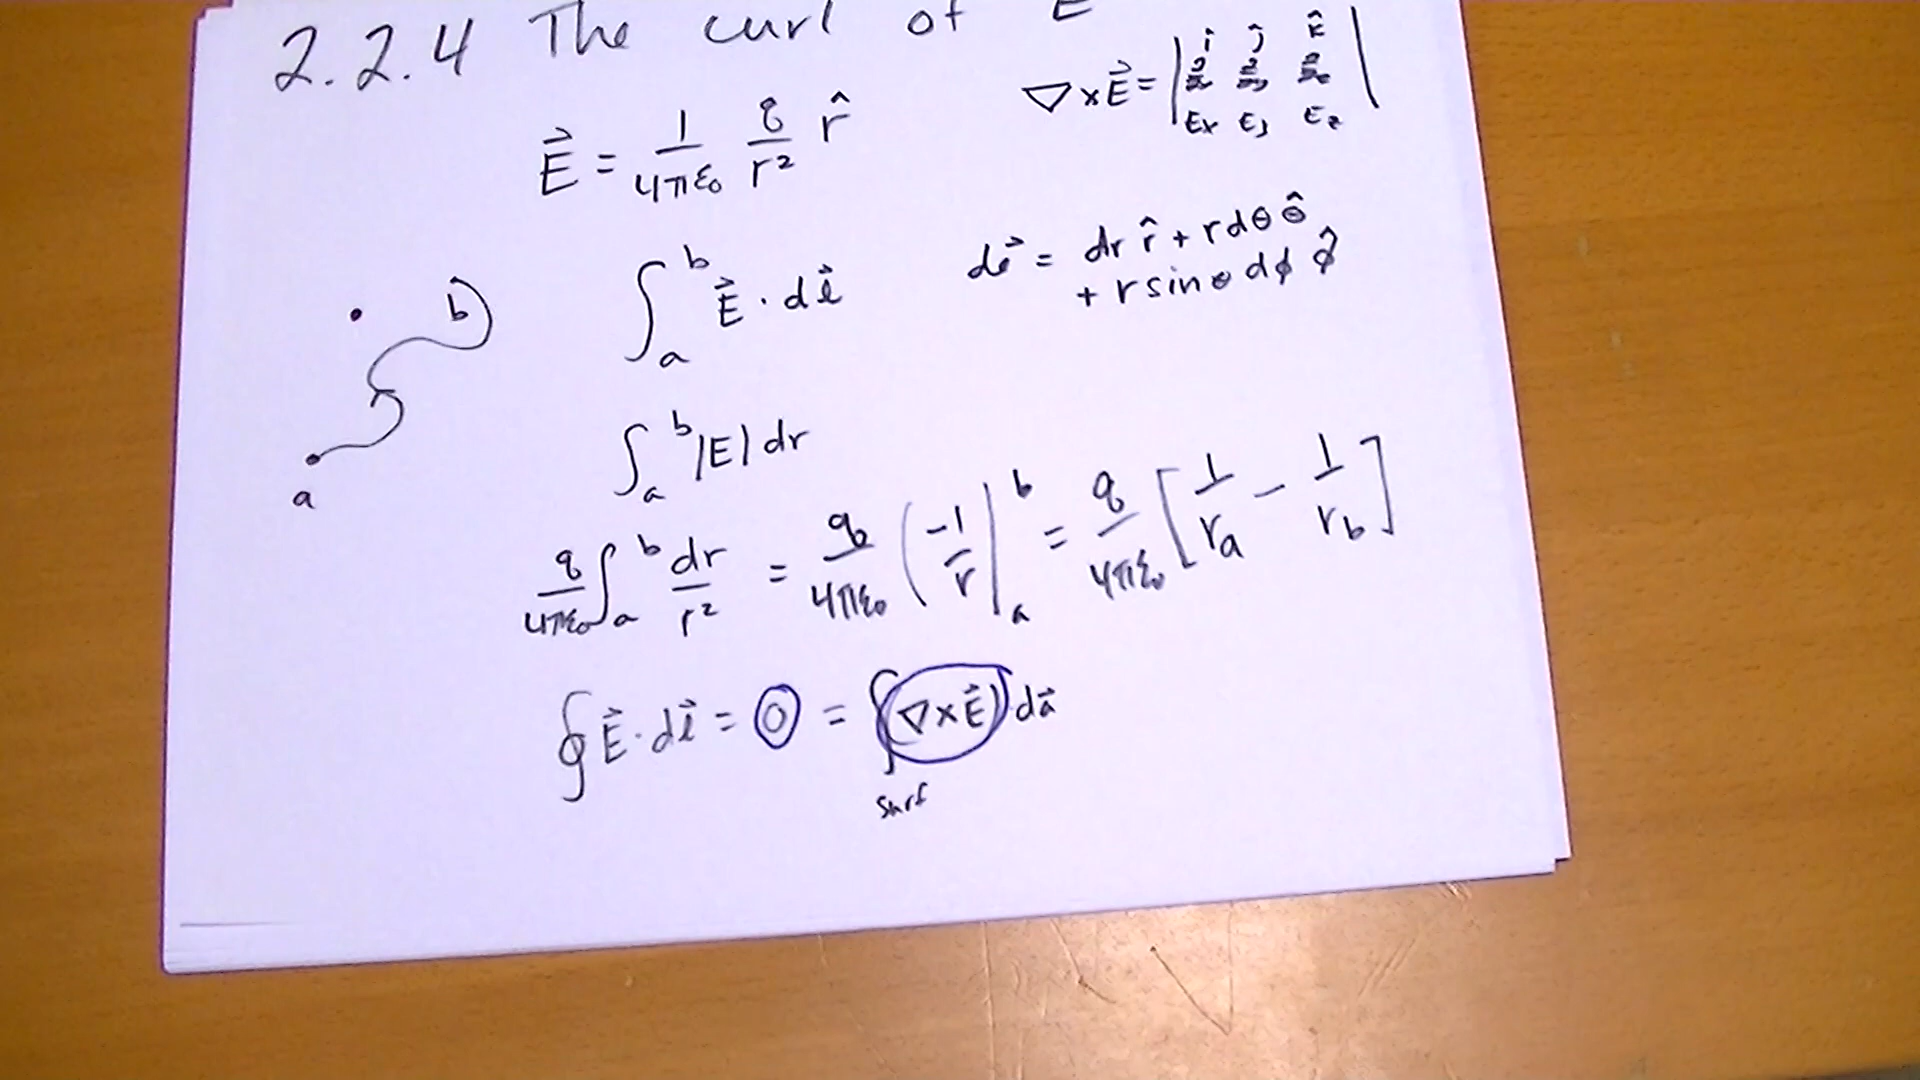 2.2.4 The curl of E
∇×E⃗ = | î ĵ k̂ ; ∂/∂x ∂/∂y ∂/∂z ; Ex Ey Ez |
E⃗ = 1/4πε₀ q/r² r̂
dl⃗ = dr r̂ + r dθ θ̂
+ r sinθ dϕ ϕ̂
∫ₐᵇ E⃗ · dl⃗
b
a
∫ₐᵇ |E| dr
q/4πε₀ ∫ₐᵇ dr/r² = q/4πε₀ ( -1/r |ₐᵇ = q/4πε₀ [ 1/rₐ - 1/r_b ]
∮ E⃗ · dl⃗ = 0 = ∫ (∇×E⃗) · da⃗
surf